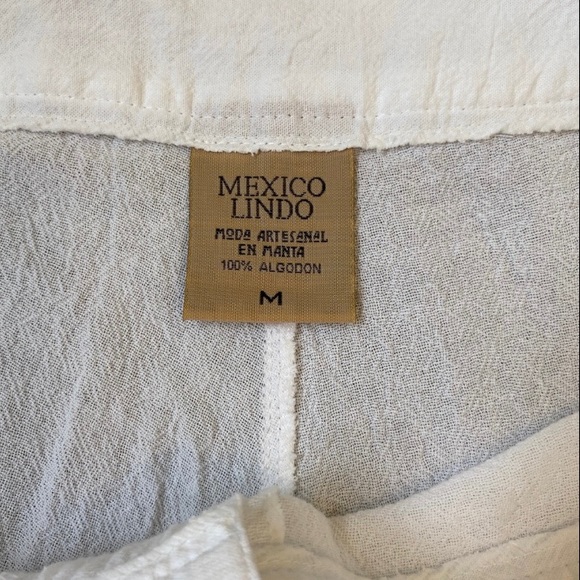 MEXICO
LINDO
MODA ARTESANAL
EN MANTA
100% ALGODON
M